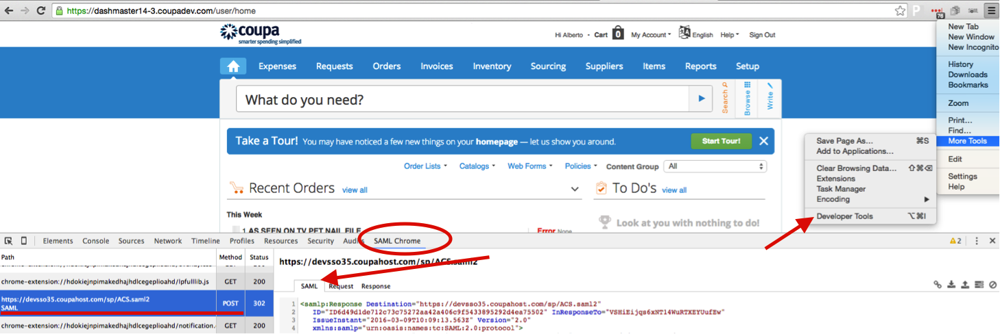 https://dashmaster14-3.coupadev.com/user/home
76
coupa
smarter spending simplified
Hi Alberto - Cart 0 My Account English Help Sign Out
Expenses Requests Orders Invoices Inventory Sourcing Suppliers Items Reports Setup
What do you need?
Search
Browse
Write
Take a Tour! You may have noticed a few new things on your homepage — let us show you around. Start Tour!
Order Lists Catalogs Web Forms Policies Content Group All
Recent Orders view all
To Do's view all
This Week
1 AS SEEN ON TV PET NAIL FILE
Error None
Look at you with nothing to do!
New Tab
New Window
New Incognito
History
Downloads
Bookmarks
Zoom
Print...
Find...
More Tools
Edit
Settings
Help
Save Page As... ⌘S
Add to Applications...
Clear Browsing Data... ⇧⌘⌫
Extensions
Task Manager
Encoding
Developer Tools ⌥⌘I
Elements Console Sources Network Timeline Profiles Resources Security Audits SAML Chrome 2
Path Method Status
chrome-extension://hdokiejnpimakedhajhdlcegeplioahd/lpfulllib.js GET 200
https://devsso35.coupahost.com/sp/ACS.saml2
SAML
POST 302
chrome-extension://hdokiejnpimakedhajhdlcegeplioahd/notification. GET 200
https://devsso35.coupahost.com/sp/ACS.saml2
SAML Request Response
1 <samlp:Response Destination="https://devsso35.coupahost.com/sp/ACS.saml2"
2 ID="ID6d49d1de712c73c75272aa42a406c9f5433895292d4ea75502" InResponseTo="VSHiEijqs6xNT14WuRTXEYUufEw"
3 IssueInstant="2016-03-09T10:09:13.563Z" Version="2.0"
4 xmlns:samlp="urn:oasis:names:tc:SAML:2.0:protocol">